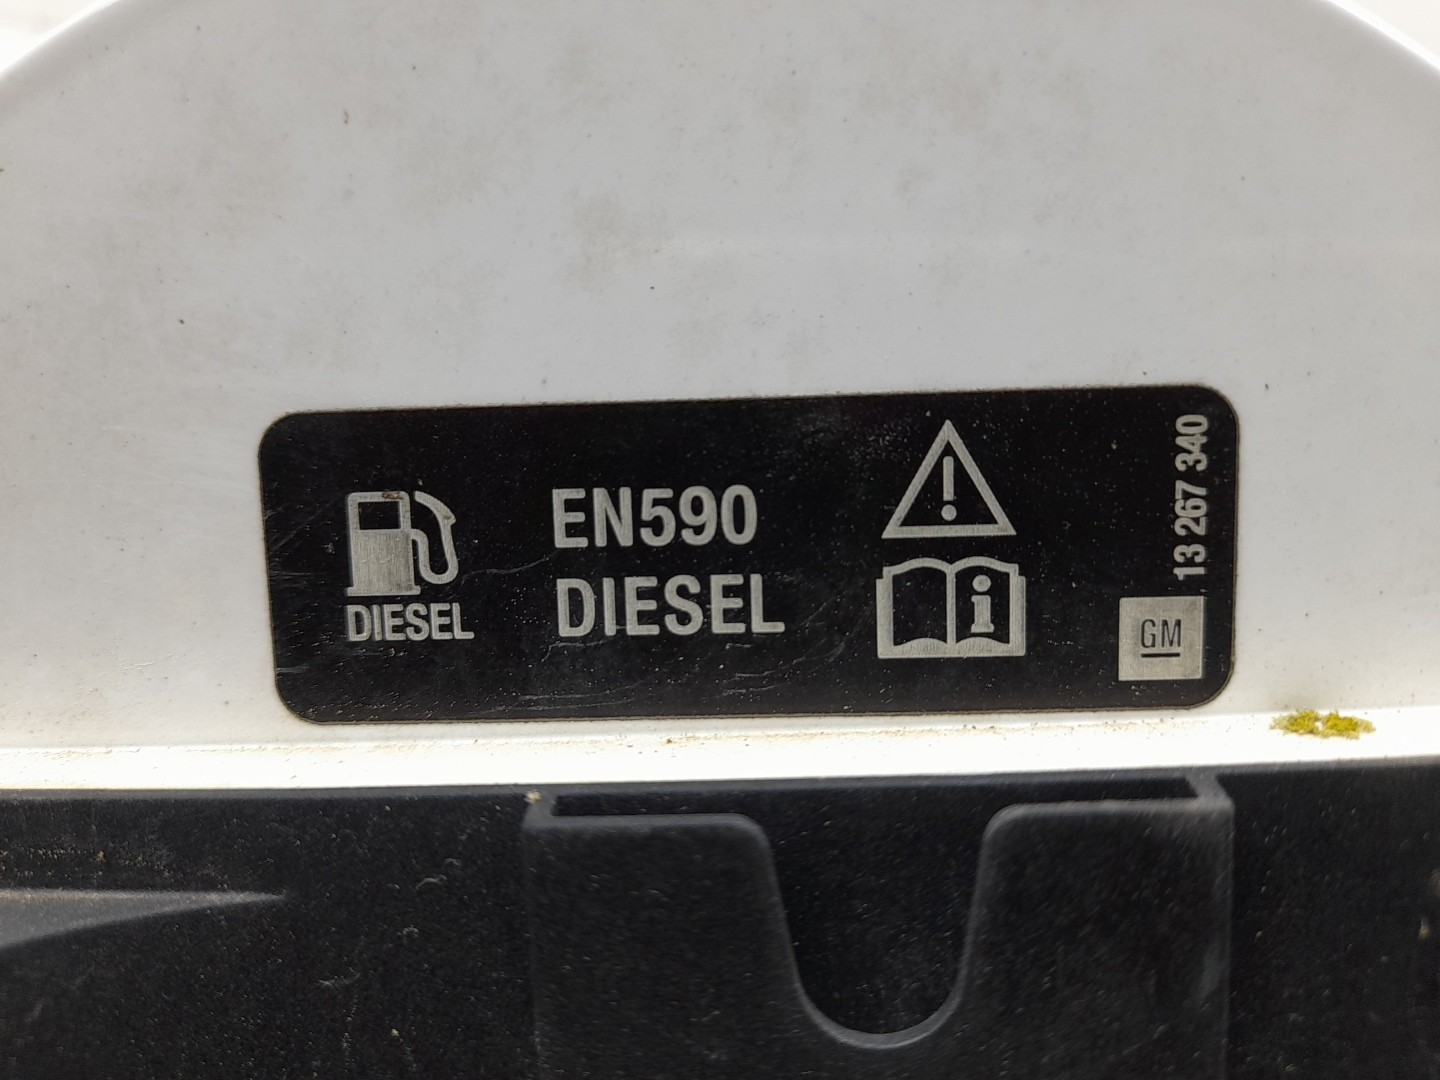 EN590
DIESEL
DIESEL
13 267 340
GM